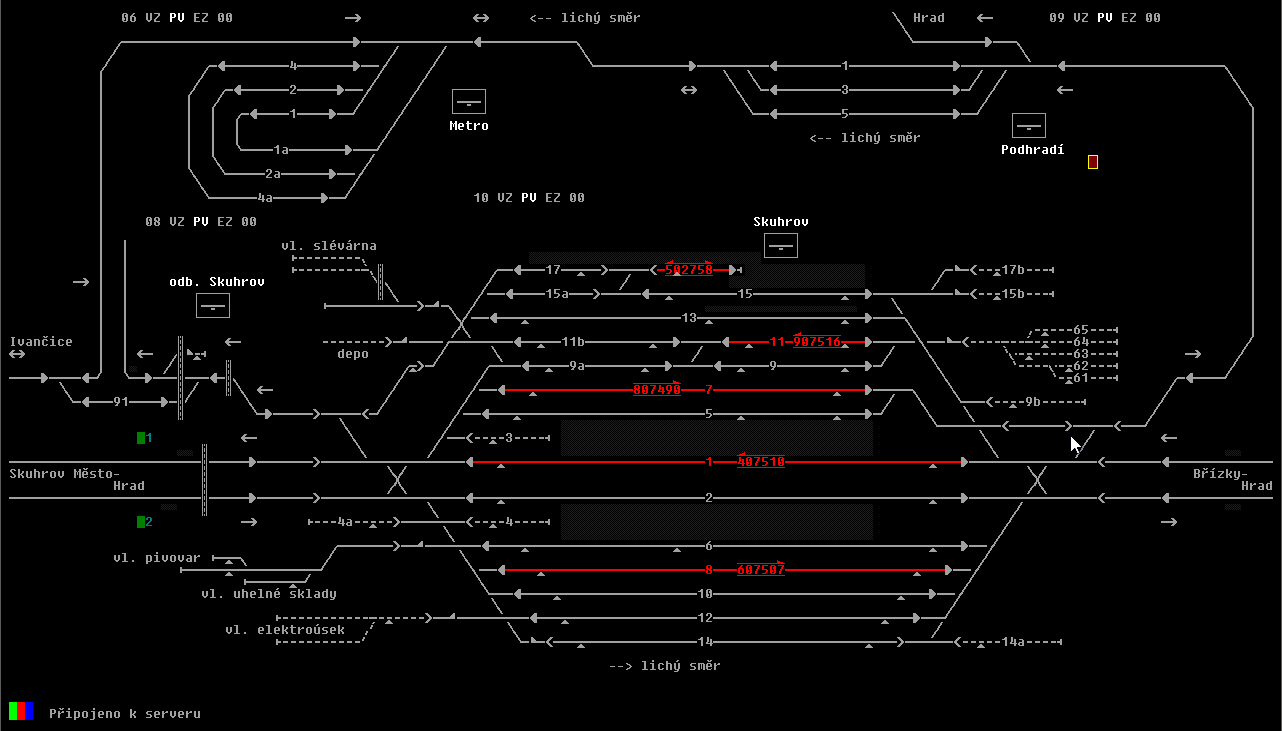 06 VZ PV EZ 00
<-- lichý směr
Hrad
09 VZ PV EZ 00
4
1
2
3
1
5
Metro
Podhradí
<-- lichý směr
1a
2a
4a
10 VZ PV EZ 00
08 VZ PV EZ 00
Skuhrov
vl. slévárna
odb. Skuhrov
17
502758
17b
15a
15
15b
13
65
Ivančice
11b
11
907516
64
depo
63
9a
9
62
61
807490
7
91
9b
5
1
3
1
407510
Skuhrov Město-
Hrad
Břízky-
Hrad
2
2
4a
4
6
vl. pivovar
8
607507
vl. uhelné sklady
10
12
vl. elektroúsek
14
14a
--> lichý směr
Připojeno k serveru